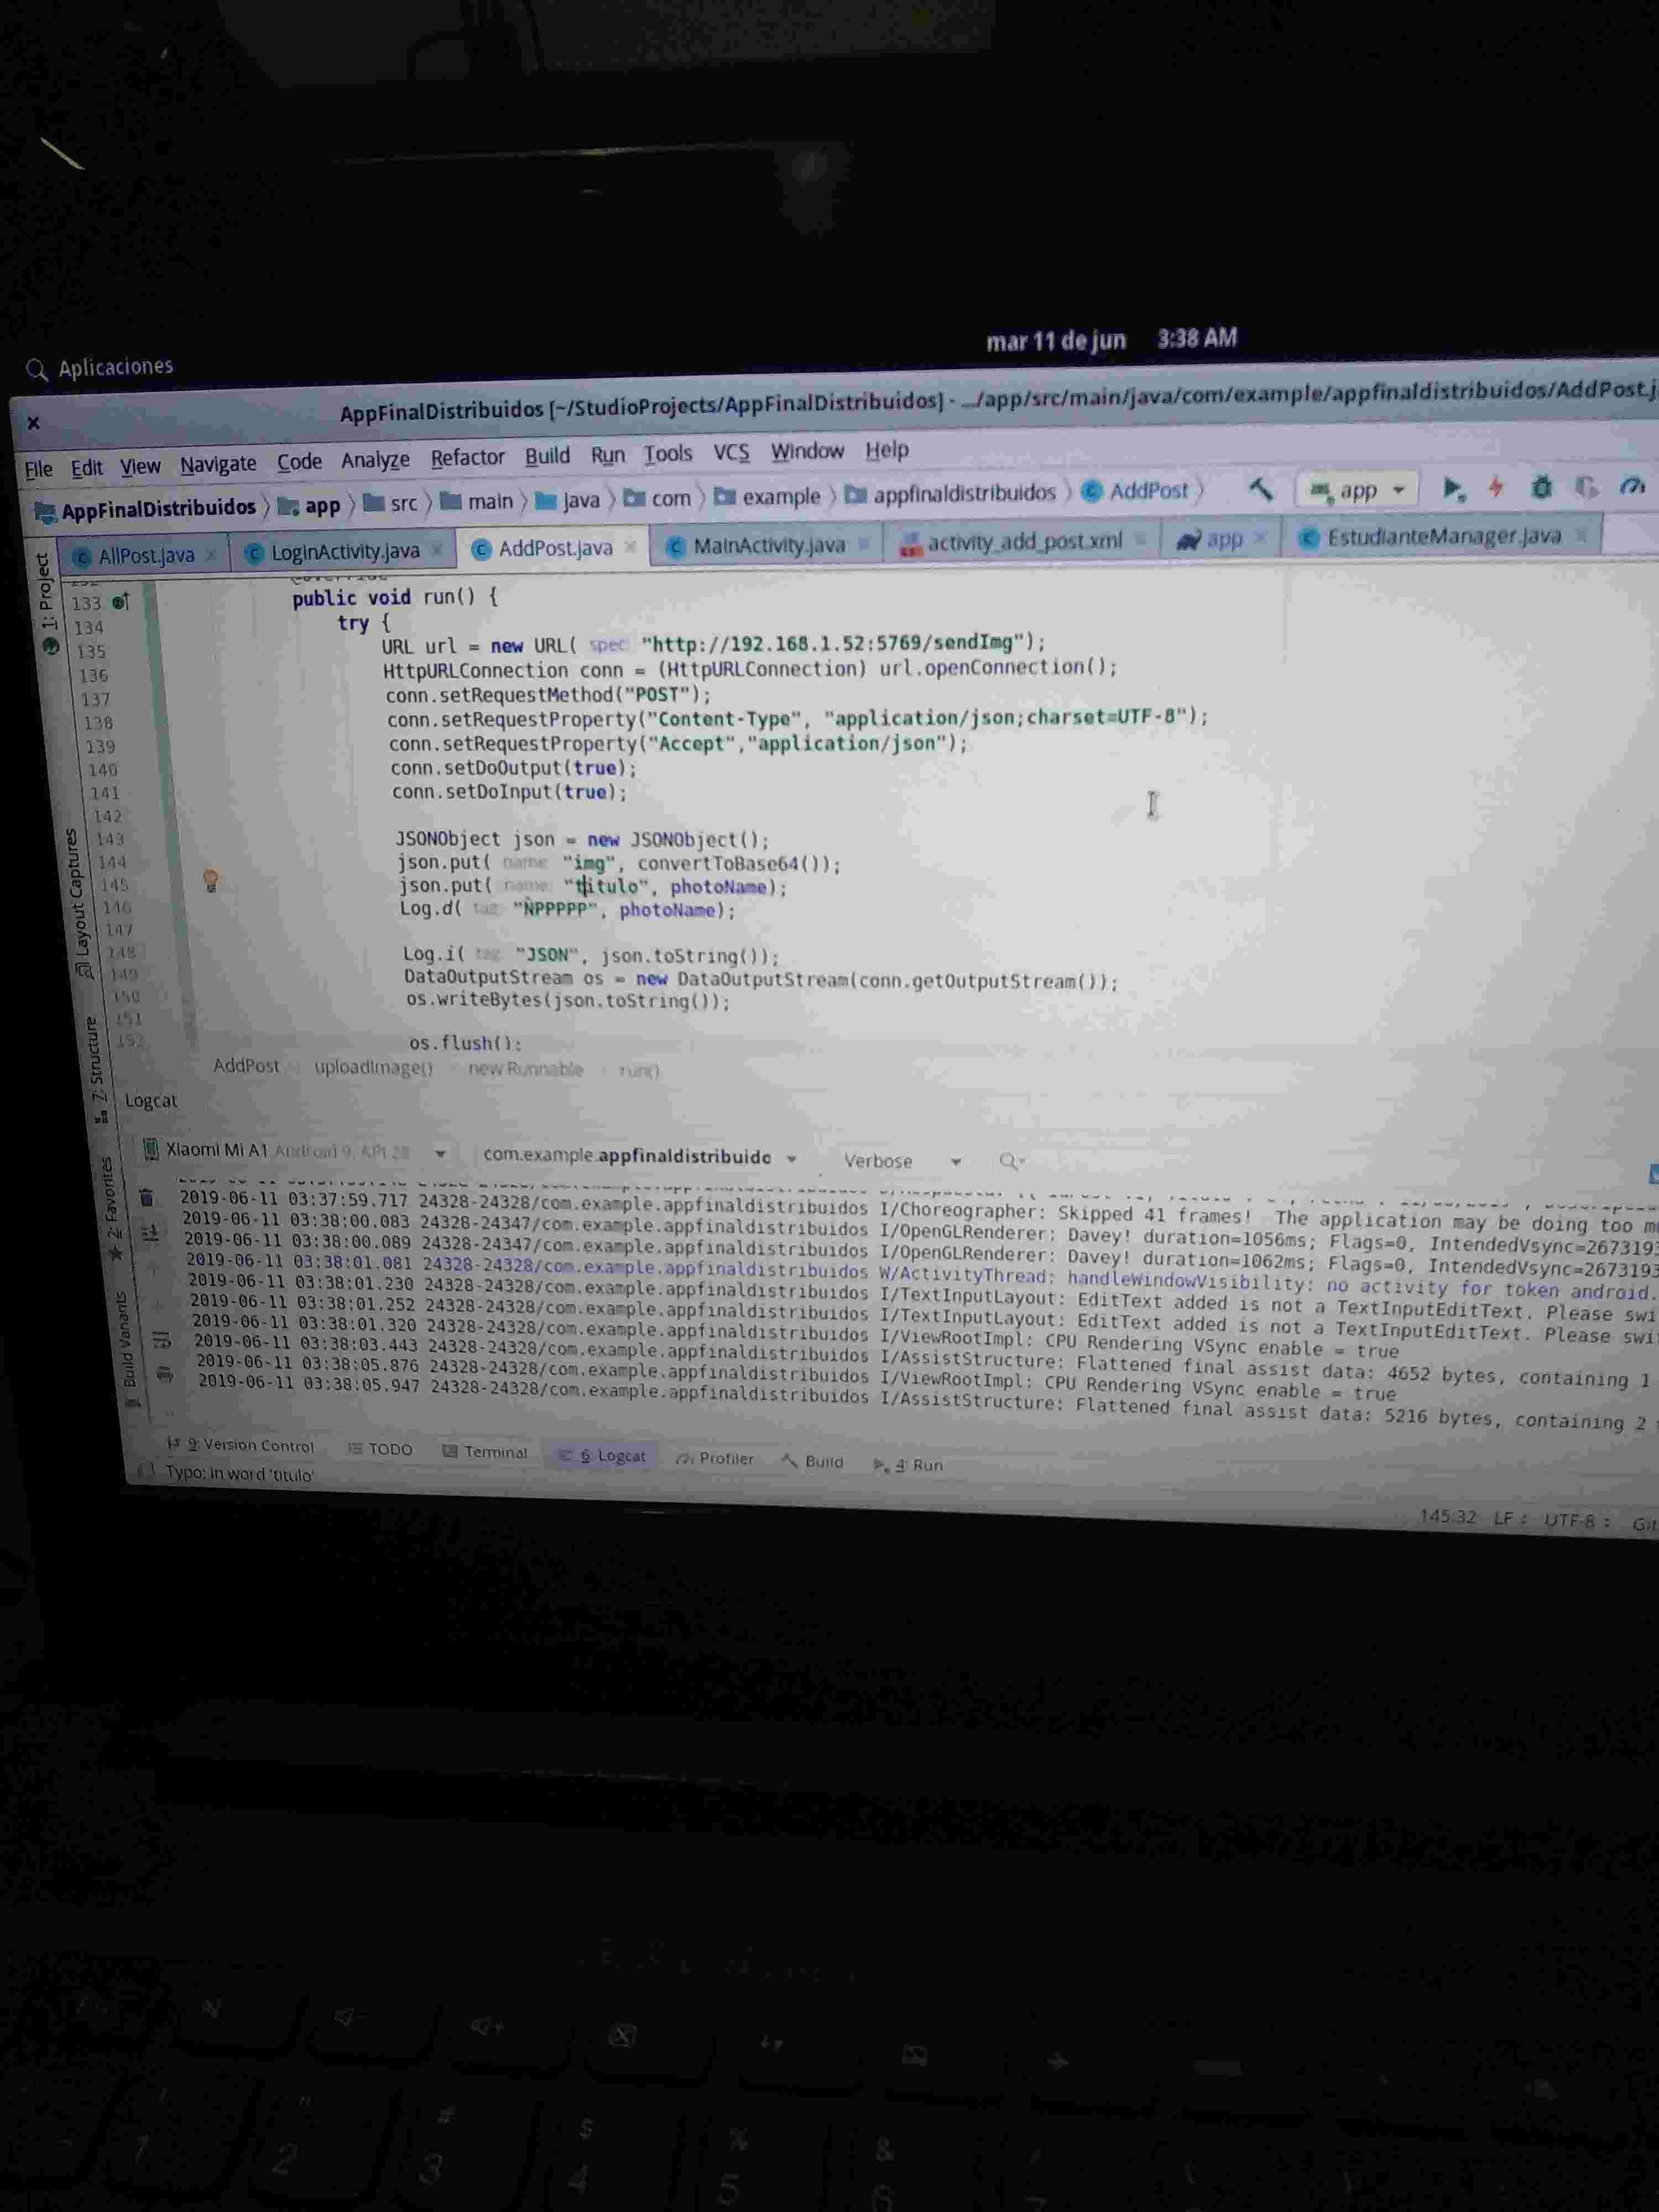 mar 11 de jun 3:38 AM
Aplicaciones
AppFinalDistribuidos [~/StudioProjects/AppFinalDistribuidos] - .../app/src/main/java/com/example/appfinaldistribuidos/AddPost.j
File Edit View Navigate Code Analyze Refactor Build Run Tools VCS Window Help
AppFinalDistribuidos app src main java com example appfinaldistribuidos AddPost app
AllPost.java LoginActivity.java AddPost.java MainActivity.java activity_add_post.xml app EstudianteManager.java
1: Project
133 public void run() {
134 try {
135 URL url = new URL( spec: "http://192.168.1.52:5769/sendImg");
136 HttpURLConnection conn = (HttpURLConnection) url.openConnection();
137 conn.setRequestMethod("POST");
138 conn.setRequestProperty("Content-Type", "application/json;charset=UTF-8");
139 conn.setRequestProperty("Accept","application/json");
140 conn.setDoOutput(true);
141 conn.setDoInput(true);
142
143 JSONObject json = new JSONObject();
144 json.put( name: "img", convertToBase64());
145 json.put( name: "titulo", photoName);
146 Log.d( tag: "NPPPPP", photoName);
147
148 Log.i( tag: "JSON", json.toString());
149 DataOutputStream os = new DataOutputStream(conn.getOutputStream());
150 os.writeBytes(json.toString());
151
152 os.flush();
Layout Captures
7: Structure
2: Favorites
Build Variants
AddPost uploadImage() new Runnable run()
Logcat
Xiaomi Mi A1 Android 9, API 28 com.example.appfinaldistribuido Verbose
2019-06-11 03:37:59.717 24328-24328/com.example.appfinaldistribuidos I/Choreographer: Skipped 41 frames! The application may be doing too m
2019-06-11 03:38:00.083 24328-24347/com.example.appfinaldistribuidos I/OpenGLRenderer: Davey! duration=1056ms; Flags=0, IntendedVsync=2673193
2019-06-11 03:38:00.089 24328-24347/com.example.appfinaldistribuidos I/OpenGLRenderer: Davey! duration=1062ms; Flags=0, IntendedVsync=2673193
2019-06-11 03:38:01.081 24328-24328/com.example.appfinaldistribuidos W/ActivityThread: handleWindowVisibility: no activity for token android.
2019-06-11 03:38:01.230 24328-24328/com.example.appfinaldistribuidos I/TextInputLayout: EditText added is not a TextInputEditText. Please swi
2019-06-11 03:38:01.252 24328-24328/com.example.appfinaldistribuidos I/TextInputLayout: EditText added is not a TextInputEditText. Please swi
2019-06-11 03:38:01.320 24328-24328/com.example.appfinaldistribuidos I/ViewRootImpl: CPU Rendering VSync enable = true
2019-06-11 03:38:03.443 24328-24328/com.example.appfinaldistribuidos I/AssistStructure: Flattened final assist data: 4652 bytes, containing 1
2019-06-11 03:38:05.876 24328-24328/com.example.appfinaldistribuidos I/ViewRootImpl: CPU Rendering VSync enable = true
2019-06-11 03:38:05.947 24328-24328/com.example.appfinaldistribuidos I/AssistStructure: Flattened final assist data: 5216 bytes, containing 2
9: Version Control TODO Terminal 6: Logcat Profiler Build 4: Run
Typo: In word 'titulo'
145:32 LF UTF-8 Git
1 2 3 4 5 6